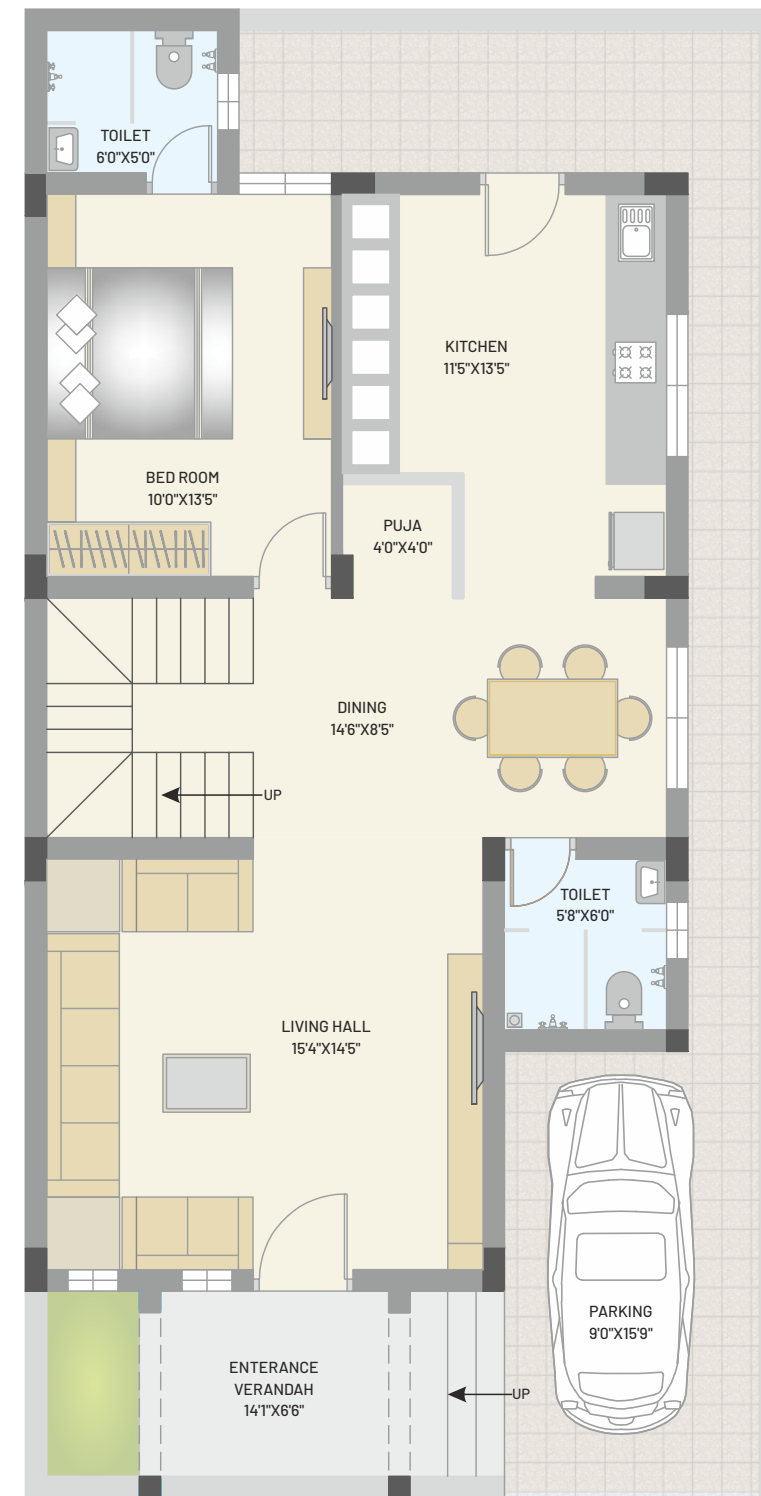 TOILET
6'0"X5'0"
KITCHEN
11'5"X13'5"
BED ROOM
10'0"X13'5"
PUJA
4'0"X4'0"
DINING
14'6"X8'5"
UP
TOILET
5'8"X6'0"
LIVING HALL
15'4"X14'5"
PARKING
9'0"X15'9"
ENTERANCE
VERANDAH
14'1"X6'6"
UP